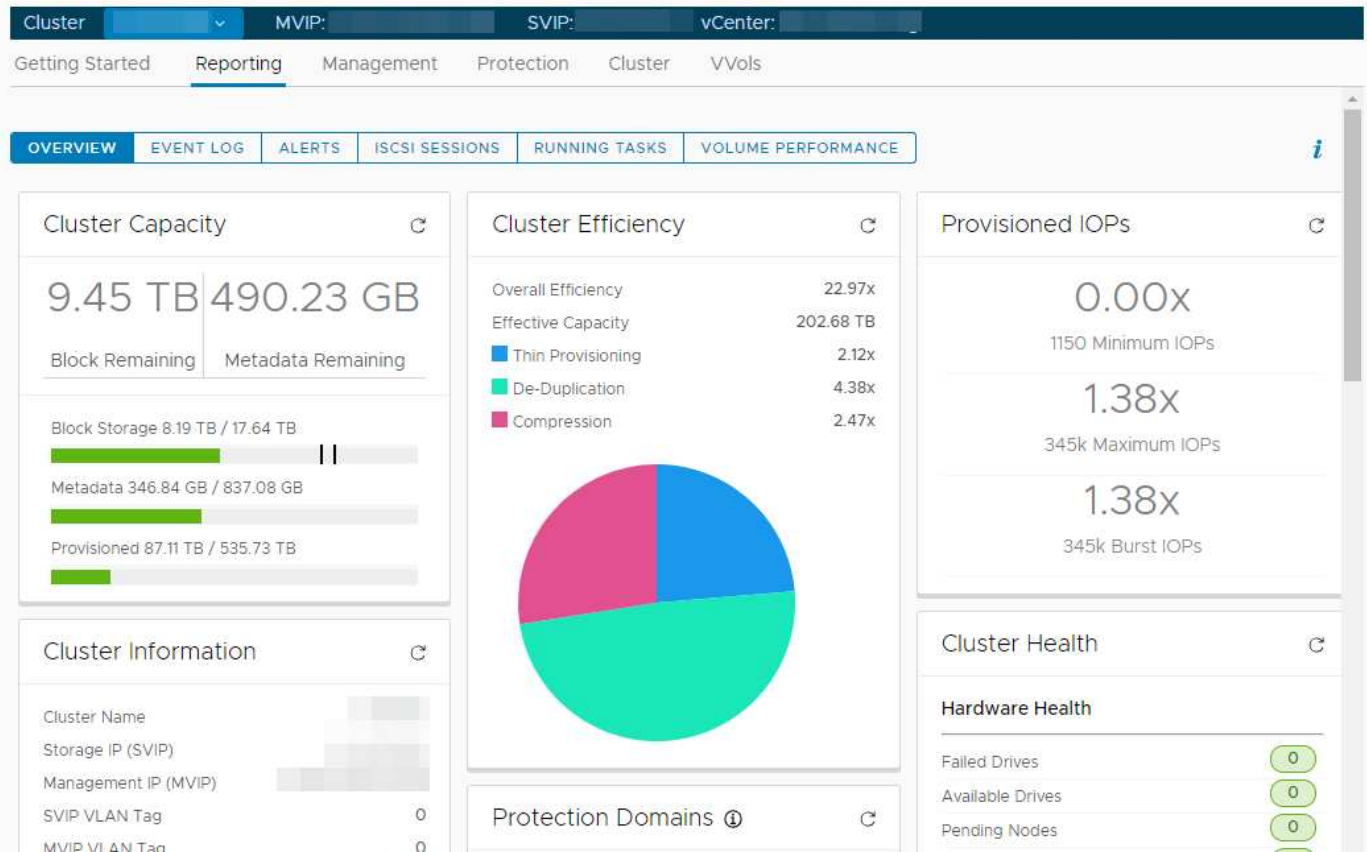 Cluster MVIP: SVIP: vCenter:
Getting Started Reporting Management Protection Cluster VVols
OVERVIEW EVENT LOG ALERTS ISCSI SESSIONS RUNNING TASKS VOLUME PERFORMANCE i
Cluster Capacity
9.45 TB 490.23 GB
Block Remaining Metadata Remaining
Block Storage 8.19 TB / 17.64 TB
Metadata 346.84 GB / 837.08 GB
Provisioned 87.11 TB / 535.73 TB
Cluster Information
Cluster Name
Storage IP (SVIP)
Management IP (MVIP)
SVIP VLAN Tag 0
MVIP VLAN Tag 0
Cluster Efficiency
Overall Efficiency 22.97x
Effective Capacity 202.68 TB
Thin Provisioning 2.12x
De-Duplication 4.38x
Compression 2.47x
Protection Domains
Provisioned IOPs
0.00x
1150 Minimum IOPs
1.38x
345k Maximum IOPs
1.38x
345k Burst IOPs
Cluster Health
Hardware Health
Failed Drives 0
Available Drives 0
Pending Nodes 0